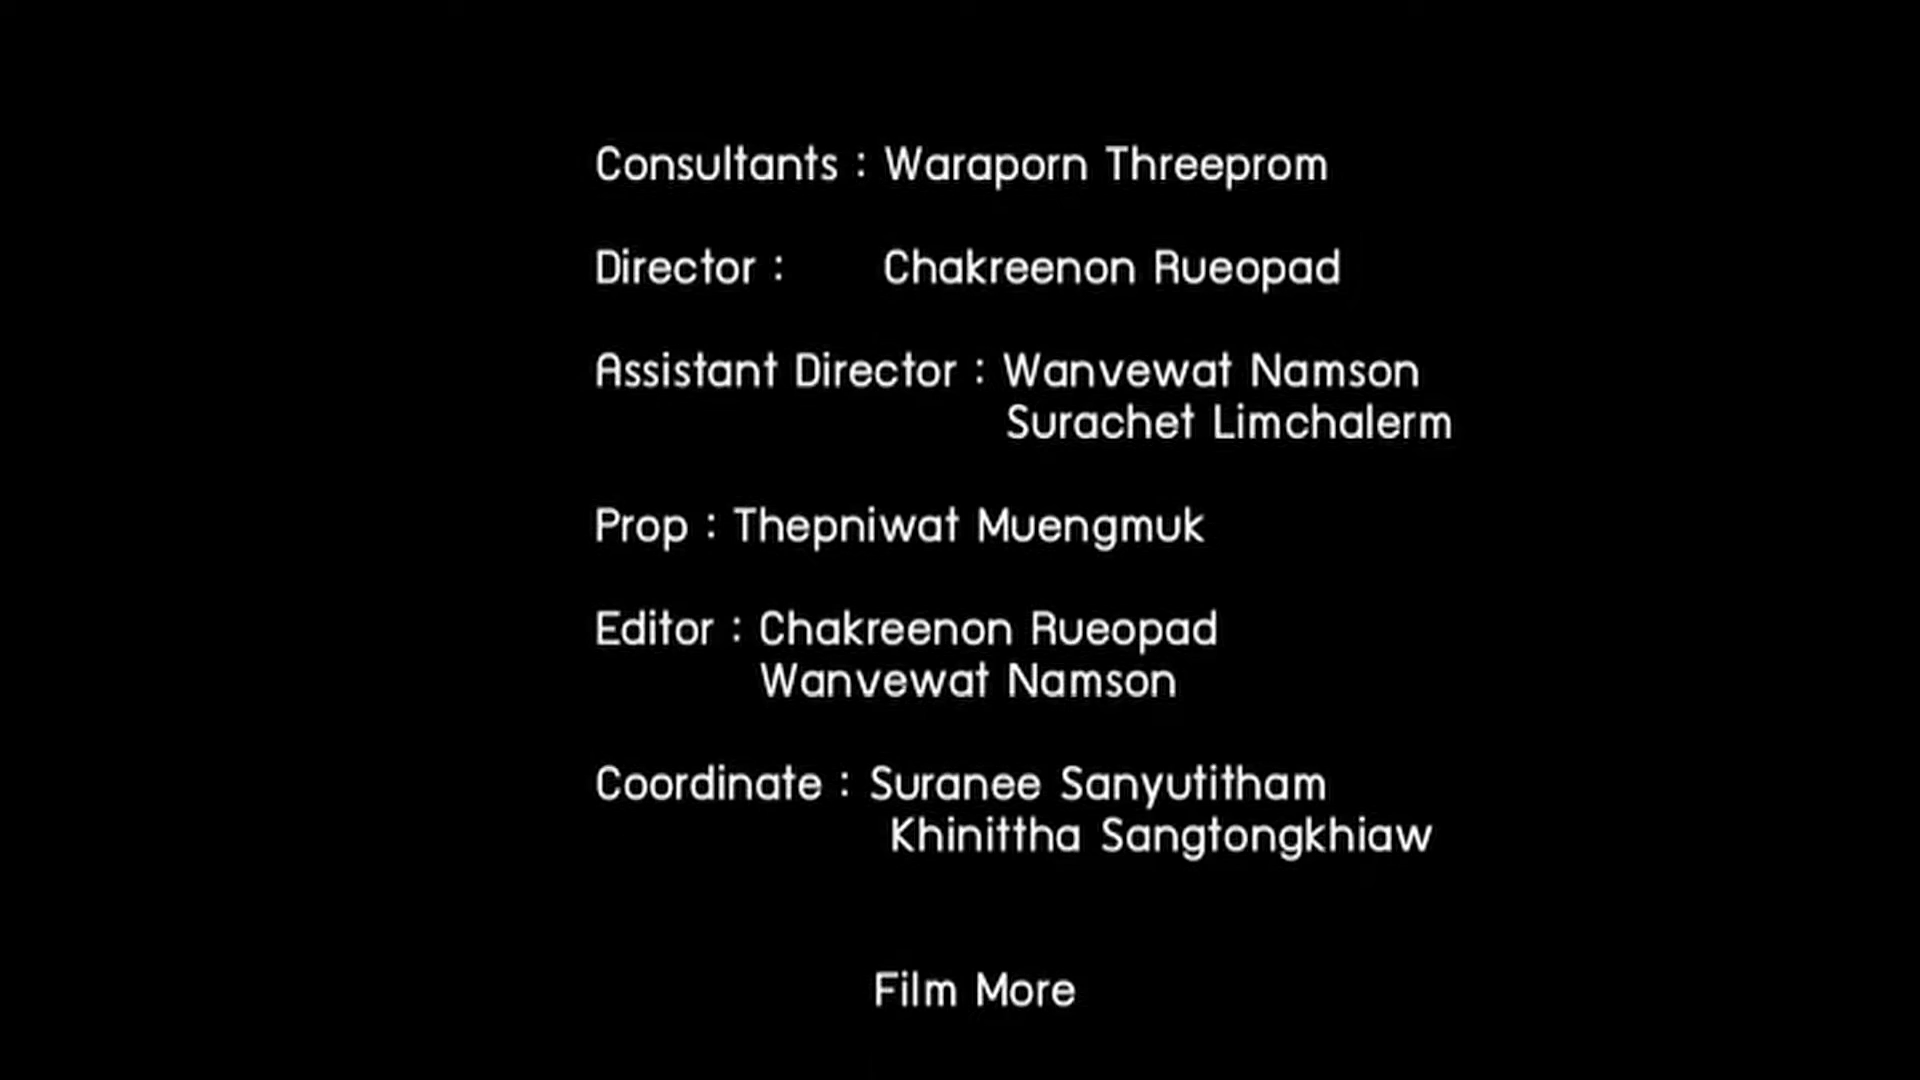 Consultants : Waraporn Threeprom
Director : Chakreenon Rueopad
Assistant Director : Wanvewat Namson
Surachet Limchalerm
Prop : Thepniwat Muengmuk
Editor : Chakreenon Rueopad
Wanvewat Namson
Coordinate : Suranee Sanyutitham
Khinittha Sangtongkhiaw
Film More